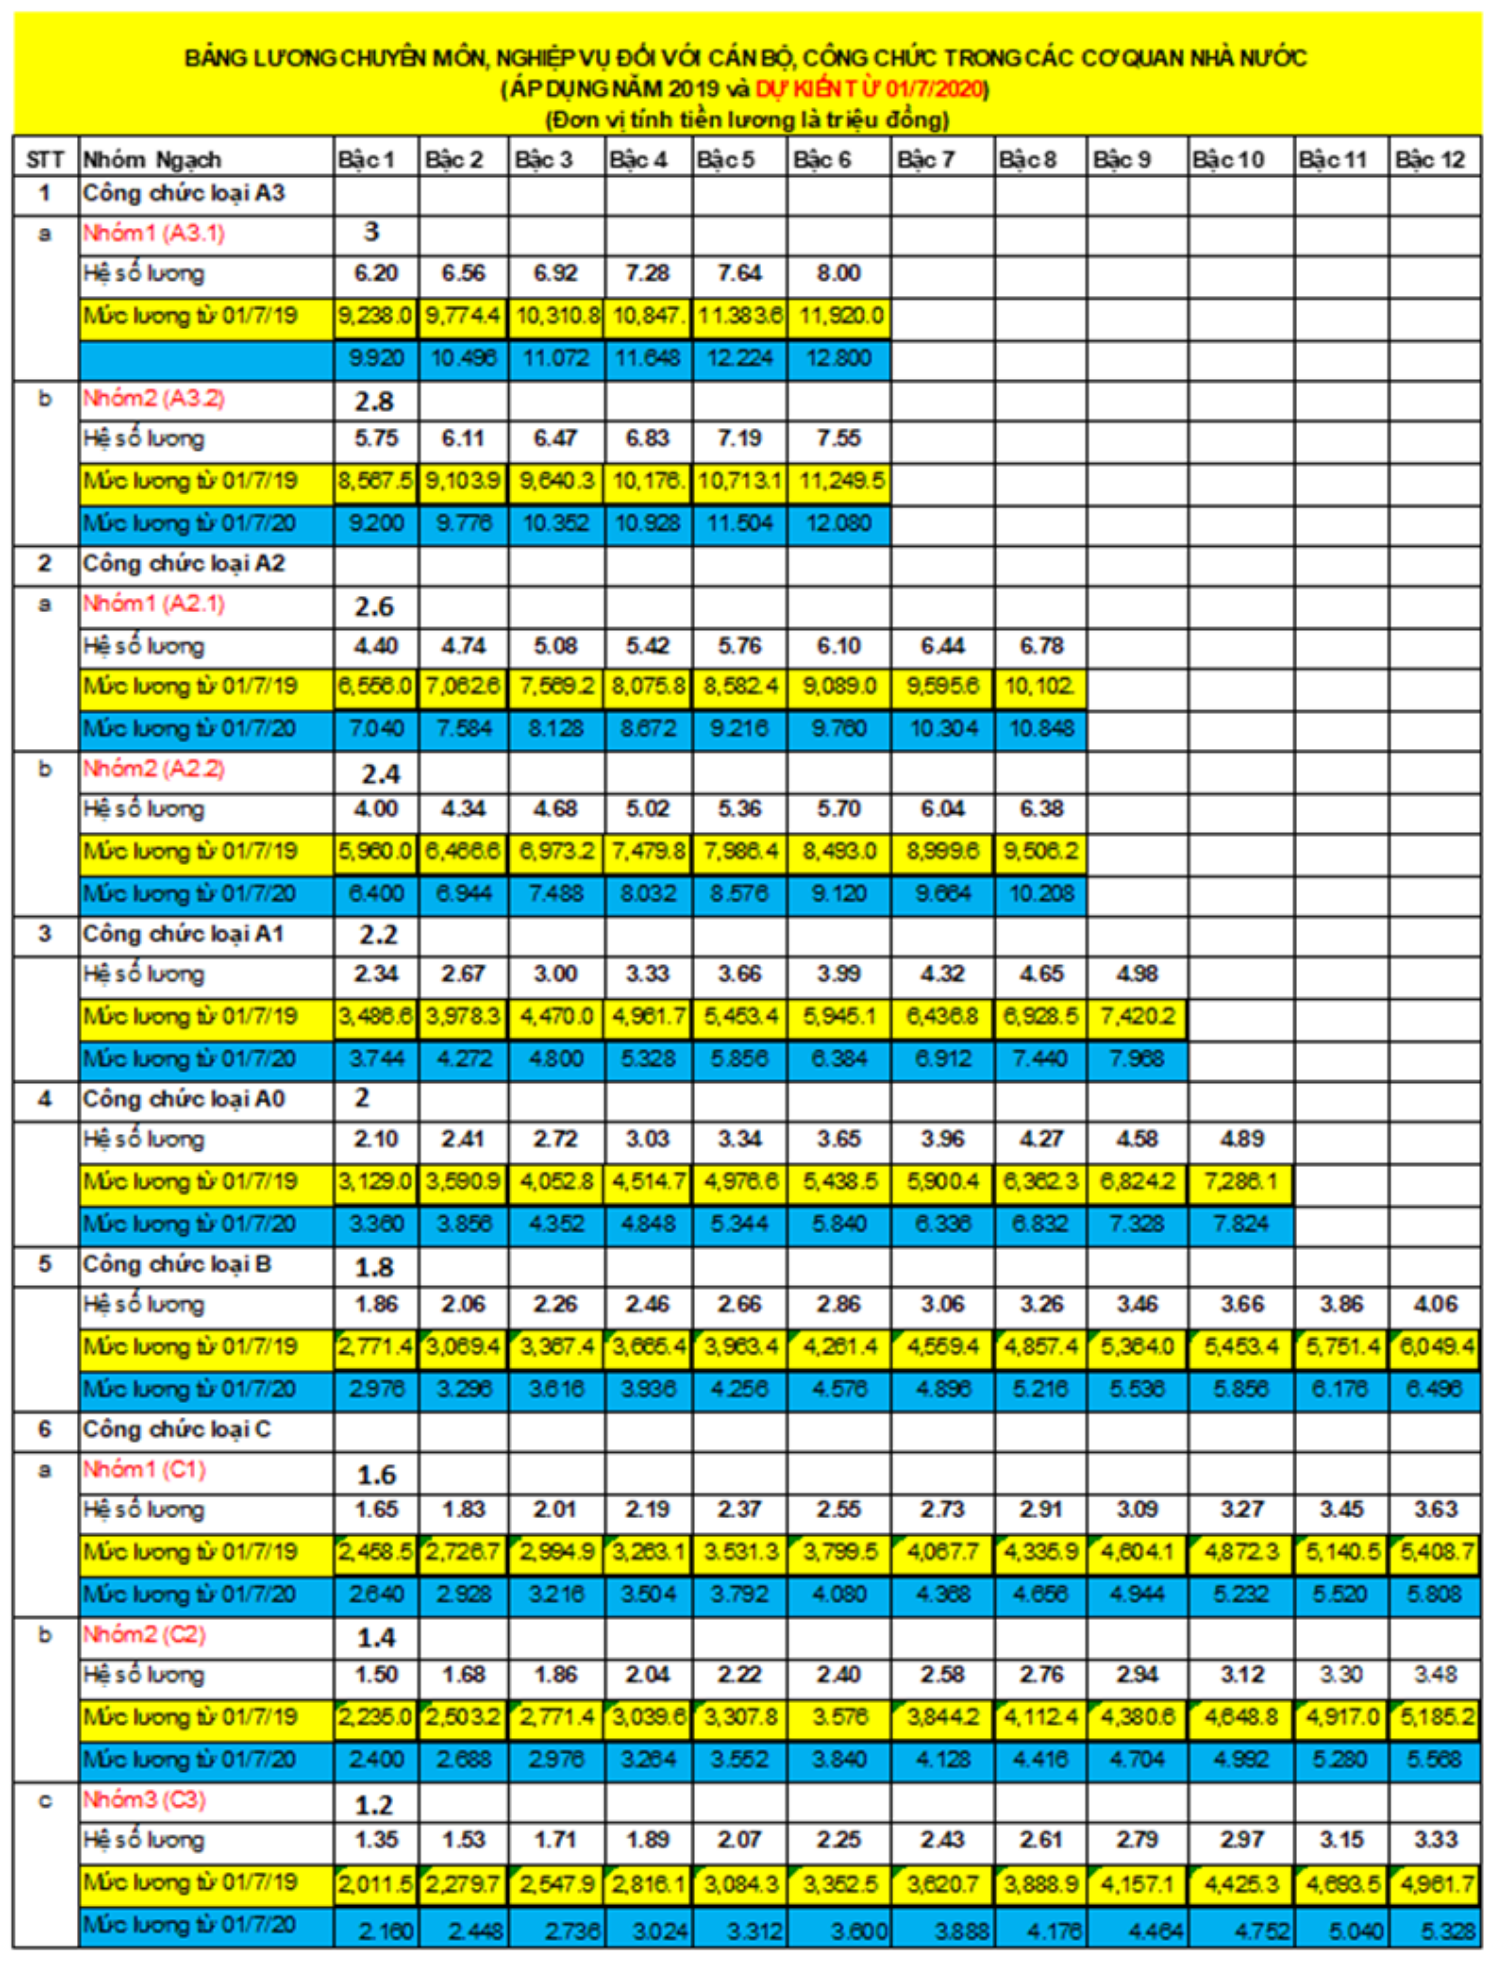 BẢNG LƯƠNG CHUYÊN MÔN, NGHIỆP VỤ ĐỐI VỚI CÁN BỘ, CÔNG CHỨC TRONG CÁC CƠ QUAN NHÀ NƯỚC
(ÁP DỤNG NĂM 2019 và DỰ KIẾN TỪ 01/7/2020)
(Đơn vị tính tiền lương là triệu đồng)
STT Nhóm Ngạch Bậc 1 Bậc 2 Bậc 3 Bậc 4 Bậc 5 Bậc 6 Bậc 7 Bậc 8 Bậc 9 Bậc 10 Bậc 11 Bậc 12
1 Công chức loại A3
a Nhóm1 (A3.1) 3
Hệ số lương 6.20 6.56 6.92 7.28 7.64 8.00
Mức lương từ 01/7/19 9,238.0 9,774.4 10,310.8 10,847. 11.383.6 11,920.0
9.920 10.496 11.072 11.648 12.224 12.800
b Nhóm2 (A3.2) 2.8
Hệ số lương 5.75 6.11 6.47 6.83 7.19 7.55
Mức lương từ 01/7/19 8,567.5 9,103.9 9,640.3 10,176. 10,713.1 11,249.5
Mức lương từ 01/7/20 9.200 9.776 10.352 10.928 11.504 12.080
2 Công chức loại A2
a Nhóm1 (A2.1) 2.6
Hệ số lương 4.40 4.74 5.08 5.42 5.76 6.10 6.44 6.78
Mức lương từ 01/7/19 6,556.0 7,062.6 7,569.2 8,075.8 8,582.4 9,089.0 9,595.6 10,102.
Mức lương từ 01/7/20 7.040 7.584 8.128 8.672 9.216 9.760 10.304 10.848
b Nhóm2 (A2.2) 2.4
Hệ số lương 4.00 4.34 4.68 5.02 5.36 5.70 6.04 6.38
Mức lương từ 01/7/19 5,960.0 6,466.6 6,973.2 7,479.8 7,986.4 8,493.0 8,999.6 9,506.2
Mức lương từ 01/7/20 6.400 6.944 7.488 8.032 8.576 9.120 9.664 10.208
3 Công chức loại A1 2.2
Hệ số lương 2.34 2.67 3.00 3.33 3.66 3.99 4.32 4.65 4.98
Mức lương từ 01/7/19 3,486.6 3,978.3 4,470.0 4,961.7 5,453.4 5,945.1 6,436.8 6,928.5 7,420.2
Mức lương từ 01/7/20 3.744 4.272 4.800 5.328 5.856 6.384 6.912 7.440 7.968
4 Công chức loại A0 2
Hệ số lương 2.10 2.41 2.72 3.03 3.34 3.65 3.96 4.27 4.58 4.89
Mức lương từ 01/7/19 3,129.0 3,590.9 4,052.8 4,514.7 4,976.6 5,438.5 5,900.4 6,362.3 6,824.2 7,286.1
Mức lương từ 01/7/20 3.360 3.856 4.352 4.848 5.344 5.840 6.336 6.832 7.328 7.824
5 Công chức loại B 1.8
Hệ số lương 1.86 2.06 2.26 2.46 2.66 2.86 3.06 3.26 3.46 3.66 3.86 4.06
Mức lương từ 01/7/19 2,771.4 3,069.4 3,367.4 3,665.4 3,963.4 4,261.4 4,559.4 4,857.4 5,364.0 5,453.4 5,751.4 6,049.4
Mức lương từ 01/7/20 2.976 3.296 3.616 3.936 4.256 4.576 4.896 5.216 5.536 5.856 6.176 6.496
6 Công chức loại C
a Nhóm1 (C1) 1.6
Hệ số lương 1.65 1.83 2.01 2.19 2.37 2.55 2.73 2.91 3.09 3.27 3.45 3.63
Mức lương từ 01/7/19 2,458.5 2,726.7 2,994.9 3,263.1 3.531.3 3,799.5 4,067.7 4,335.9 4,604.1 4,872.3 5,140.5 5,408.7
Mức lương từ 01/7/20 2.640 2.928 3.216 3.504 3.792 4.080 4.368 4.656 4.944 5.232 5.520 5.808
b Nhóm2 (C2) 1.4
Hệ số lương 1.50 1.68 1.86 2.04 2.22 2.40 2.58 2.76 2.94 3.12 3.30 3.48
Mức lương từ 01/7/19 2,235.0 2,503.2 2,771.4 3,039.6 3,307.8 3.576 3,844.2 4,112.4 4,380.6 4,648.8 4,917.0 5,185.2
Mức lương từ 01/7/20 2.400 2.688 2.976 3.264 3.552 3.840 4.128 4.416 4.704 4.992 5.280 5.568
c Nhóm3 (C3) 1.2
Hệ số lương 1.35 1.53 1.71 1.89 2.07 2.25 2.43 2.61 2.79 2.97 3.15 3.33
Mức lương từ 01/7/19 2,011.5 2,279.7 2,547.9 2,816.1 3,084.3 3,352.5 3,620.7 3,888.9 4,157.1 4,425.3 4,693.5 4,961.7
Mức lương từ 01/7/20 2.160 2.448 2.736 3.024 3.312 3.600 3.888 4.176 4.464 4.752 5.040 5.328